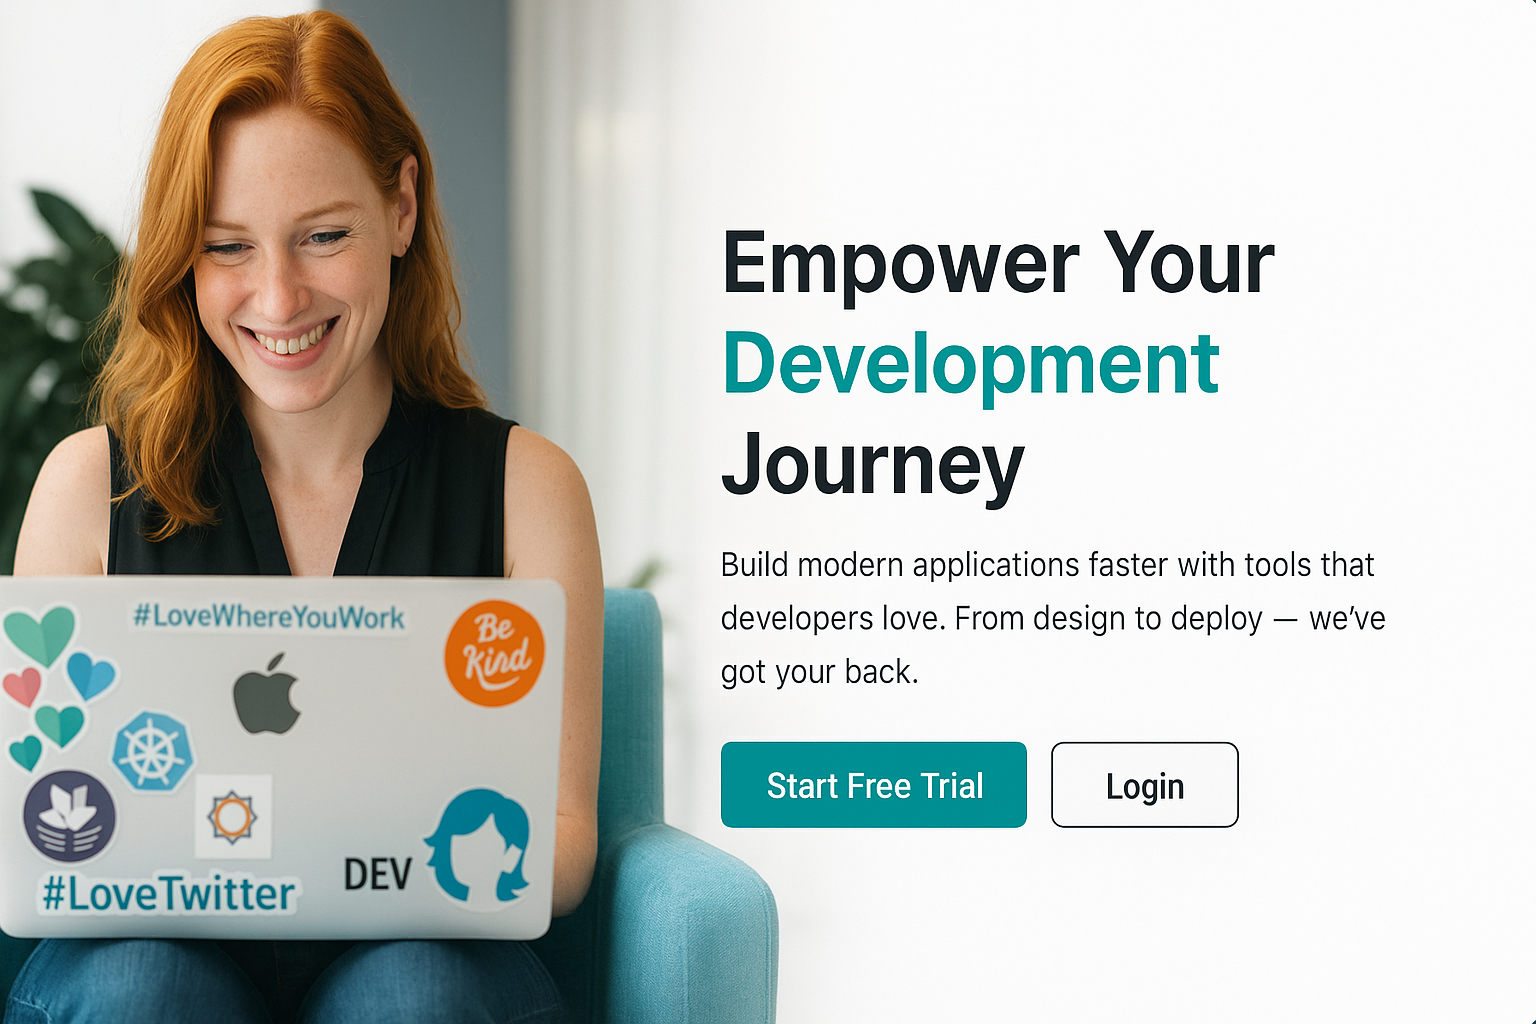 Empower Your
Development
Journey
Build modern applications faster with tools that
developers love. From design to deploy — we’ve
got your back.
Start Free Trial
Login
#LoveWhereYouWork
Be
Kind
DEV
#LoveTwitter